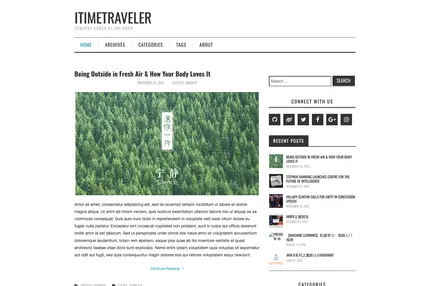 ITIMETRAVELER
HOME
ARCHIVES
CATEGORIES
TAGS
ABOUT
Being Outside in Fresh Air & How Your Body Loves It
送你一片
宁静
Silence
Amor sit amet, consectetur adipiscing elit, sed do eiusmod tempor incididunt ut labore et dolore
magna aliqua. Ut enim ad minim veniam, quis nostrud exercitation ullamco laboris nisi ut aliquip ex ea
commodo consequat. Duis aute irure dolor in reprehenderit in voluptate velit esse cillum dolore eu
fugiat nulla pariatur. Excepteur sint occaecat cupidatat non proident, sunt in culpa qui officia deserunt
mollit anim id est laborum. Sed ut perspiciatis unde omnis iste natus error sit voluptatem accusantium
doloremque laudantium, totam rem aperiam, eaque ipsa quae ab illo inventore veritatis et quasi
architecto beatae vitae dicta sunt explicabo. Nemo enim ipsam voluptatem quia voluptas sit aspernatur
aut odit aut fugit, sed quia consequuntur magni dolores eos qui ratione voluptatem sequi nesciunt.
Continue Reading →
Search...
SEARCH
CONNECT WITH US
RECENT POSTS
BEING OUTSIDE IN FRESH AIR & HOW YOUR BODY
LOVES IT
STEPHEN HAWKING LAUNCHES CENTRE FOR THE
FUTURE OF INTELLIGENCE
HILLARY CLINTON CALLS FOR UNITY IN CONCESSION
SPEECH
CATEGORIES